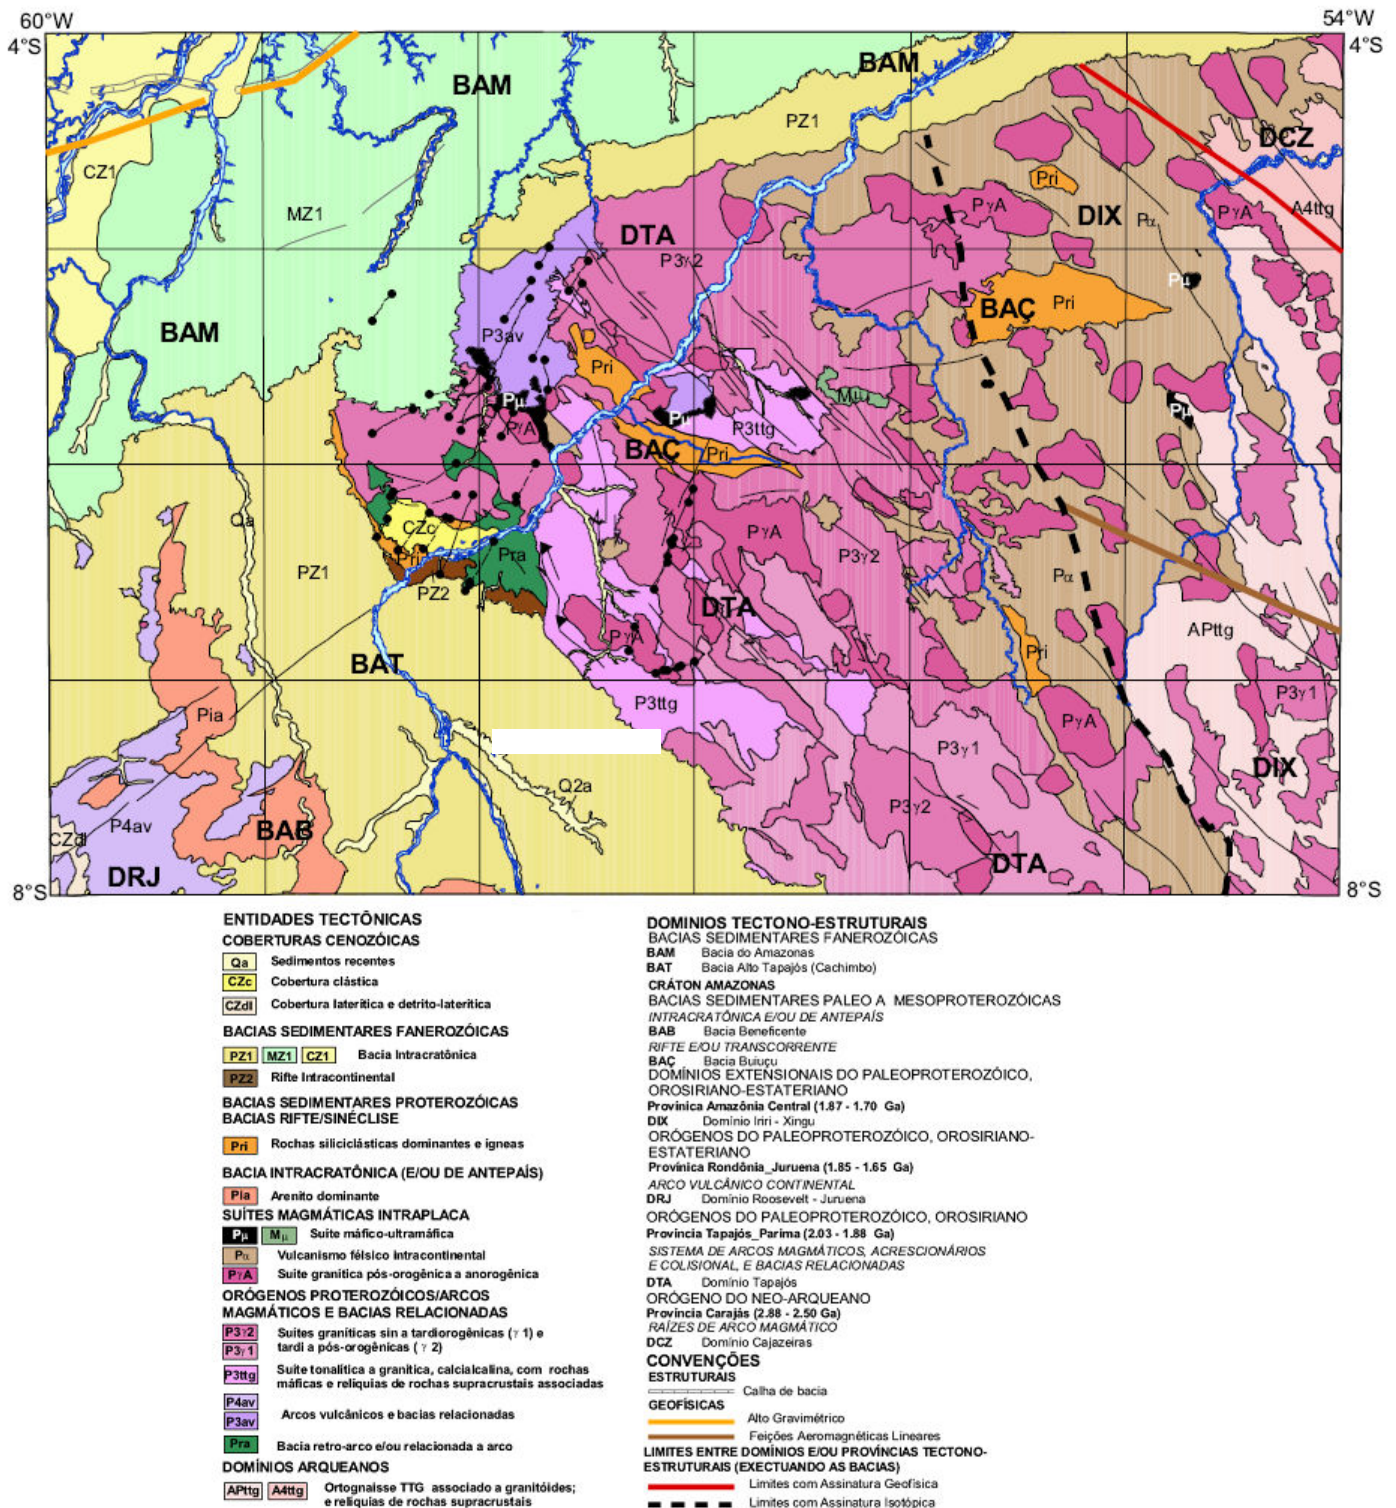 60°W
54°W
4°S
4°S
BAM
BAM
PZ1
DCZ
CZ1
Pri
MZ1
PγA
DIX
Pα
PγA
A4ttg
DTA
P3γ2
Pμ
BAÇ
Pri
BAM
P3av
Pri
Pμ
Mμ
Pμ
Pμ
PγA
P3ttg
BAÇ
Pri
Qa
CZc
PγA
Pra
P3γ2
Pri
PZ1
Pα
PZ2
DTA
APttg
PγA
BAT
Pri
P3ttg
P3γ1
Pia
PγA
P3γ1
DIX
Q2a
P3γ2
P4av
BAB
CZdl
DTA
DRJ
8°S
8°S
ENTIDADES TECTÔNICAS
COBERTURAS CENOZÓICAS
Qa Sedimentos recentes
CZc Cobertura clástica
CZdl Cobertura laterítica e detrito-laterítica
BACIAS SEDIMENTARES FANEROZÓICAS
PZ1 MZ1 CZ1 Bacia Intracratônica
PZ2 Rifte Intracontinental
BACIAS SEDIMENTARES PROTEROZÓICAS
BACIAS RIFTE/SINÉCLISE
Pri Rochas siliciclásticas dominantes e ígneas
BACIA INTRACRATÔNICA (E/OU DE ANTEPAÍS)
Pia Arenito dominante
SUÍTES MAGMÁTICAS INTRAPLACA
Pμ Mμ Suíte máfico-ultramáfica
Pα Vulcanismo félsico intracontinental
PγA Suite granítica pós-orogênica a anorogênica
ORÓGENOS PROTEROZÓICOS/ARCOS
MAGMÁTICOS E BACIAS RELACIONADAS
P3γ2 Suítes graníticas sin a tardiorogênicas (γ 1) e
P3γ1 tardi a pós-orogênicas ( γ 2)
P3ttg Suíte tonalítica a granítica, calcialcalina, com rochas
máficas e relíquias de rochas supracrustais associadas
P4av
P3av Arcos vulcânicos e bacias relacionadas
Pra Bacia retro-arco e/ou relacionada a arco
DOMÍNIOS ARQUEANOS
APttg A4ttg Ortognaisse TTG associado a granitóides;
e relíquias de rochas supracrustais
DOMINIOS TECTONO-ESTRUTURAIS
BACIAS SEDIMENTARES FANEROZÓICAS
BAM Bacia do Amazonas
BAT Bacia Alto Tapajós (Cachimbo)
CRÁTON AMAZONAS
BACIAS SEDIMENTARES PALEO A MESOPROTEROZÓICAS
INTRACRATÔNICA E/OU DE ANTEPAÍS
BAB Bacia Beneficente
RIFTE E/OU TRANSCORRENTE
BAÇ Bacia Buiuçu
DOMÍNIOS EXTENSIONAIS DO PALEOPROTEROZÓICO,
OROSIRIANO-ESTATERIANO
Províнica Amazônia Central (1.87 - 1.70 Ga)
DIX Domínio Iriri - Xingu
ORÓGENOS DO PALEOPROTEROZÓICO, OROSIRIANO-
ESTATERIANO
Provínica Rondônia_Juruena (1.85 - 1.65 Ga)
ARCO VULCÂNICO CONTINENTAL
DRJ Domínio Roosevelt - Juruena
ORÓGENOS DO PALEOPROTEROZÓICO, OROSIRIANO
Província Tapajós_Parima (2.03 - 1.88 Ga)
SISTEMA DE ARCOS MAGMÁTICOS, ACRESCIONÁRIOS
E COLISIONAL, E BACIAS RELACIONADAS
DTA Domínio Tapajós
ORÓGENO DO NEO-ARQUEANO
Província Carajás (2.88 - 2.50 Ga)
RAÍZES DE ARCO MAGMÁTICO
DCZ Domínio Cajazeiras
CONVENÇÕES
ESTRUTURAIS
Calha de bacia
GEOFÍSICAS
Alto Gravimétrico
Feições Aeromagnéticas Lineares
LIMITES ENTRE DOMÍNIOS E/OU PROVÍNCIAS TECTONO-
ESTRUTURAIS (EXECTUANDO AS BACIAS)
Limites com Assinatura Geofísica
Limites com Assinatura Isotópica